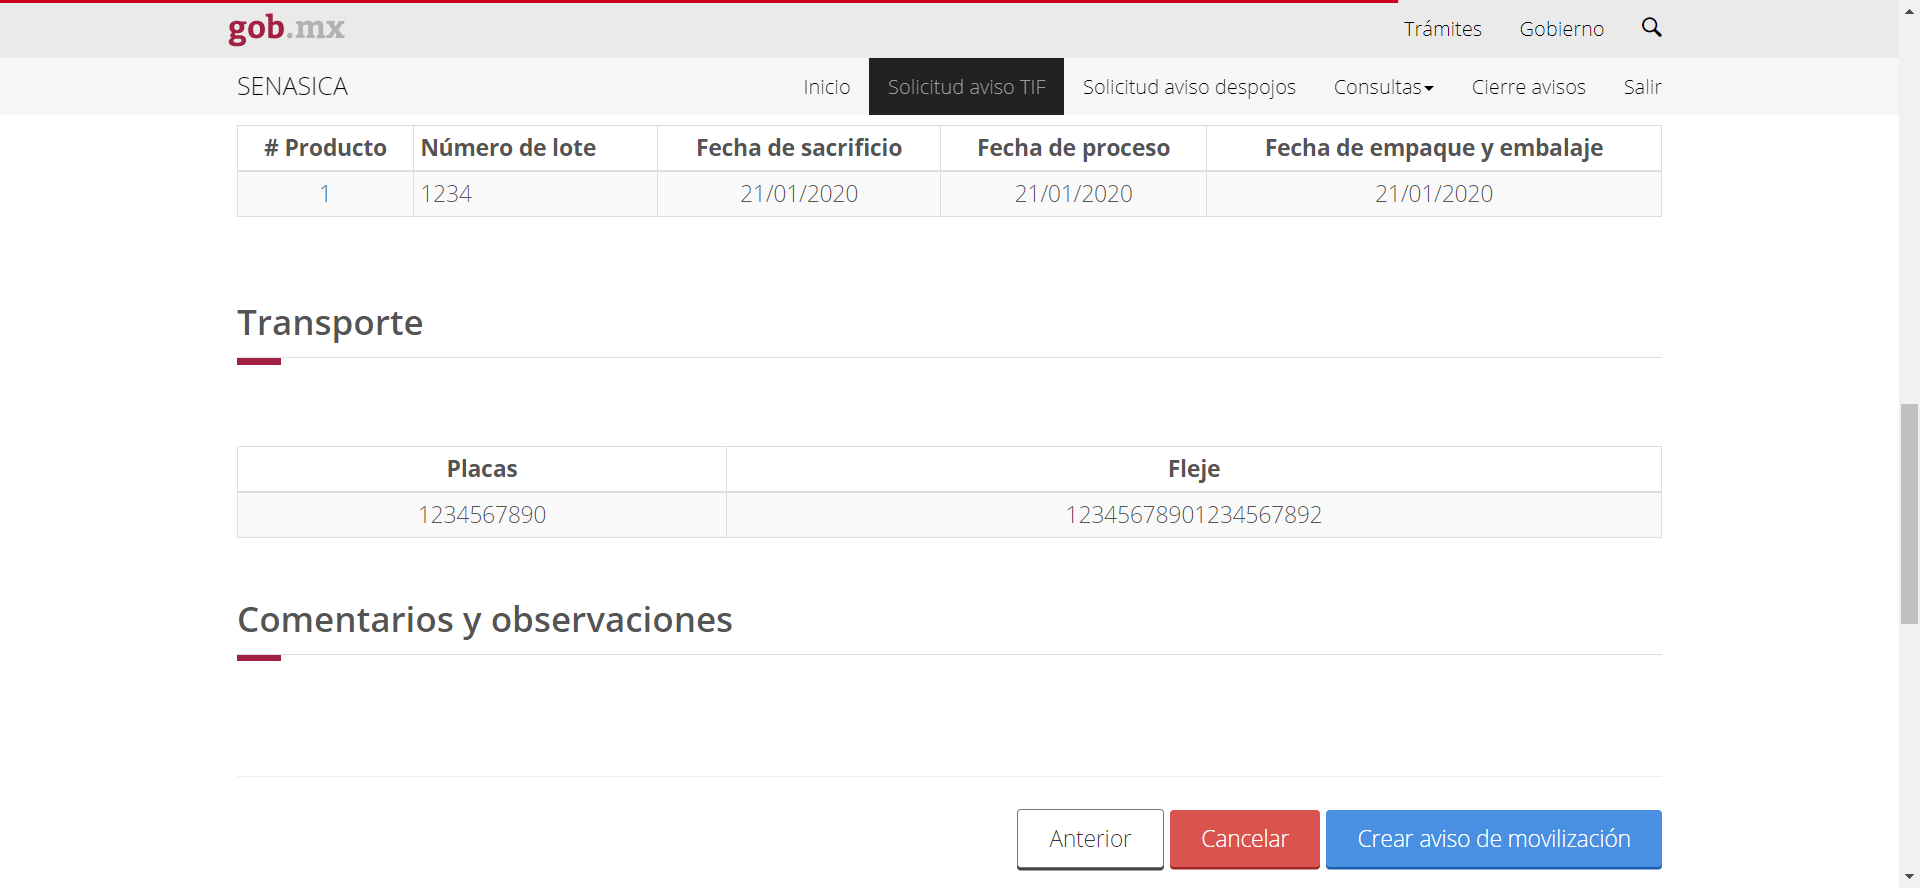 gob.mx
Trámites Gobierno
SENASICA Inicio Solicitud aviso TIF Solicitud aviso despojos Consultas Cierre avisos Salir
# Producto Número de lote Fecha de sacrificio Fecha de proceso Fecha de empaque y embalaje
1 1234 21/01/2020 21/01/2020 21/01/2020
Transporte
Placas Fleje
1234567890 12345678901234567892
Comentarios y observaciones
Anterior Cancelar Crear aviso de movilización